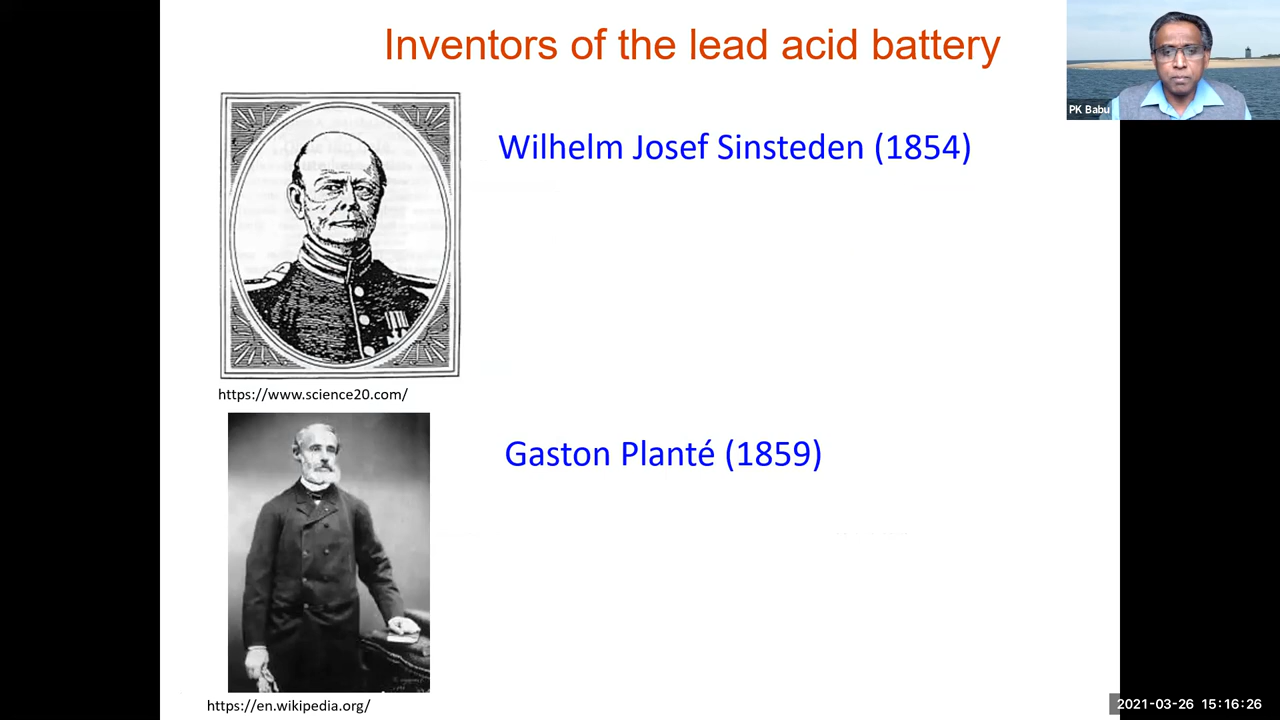 Inventors of the lead acid battery
PK Babu
Wilhelm Josef Sinsteden (1854)
https://www.science20.com/
Gaston Planté (1859)
https://en.wikipedia.org/
2021-03-26 15:16:26